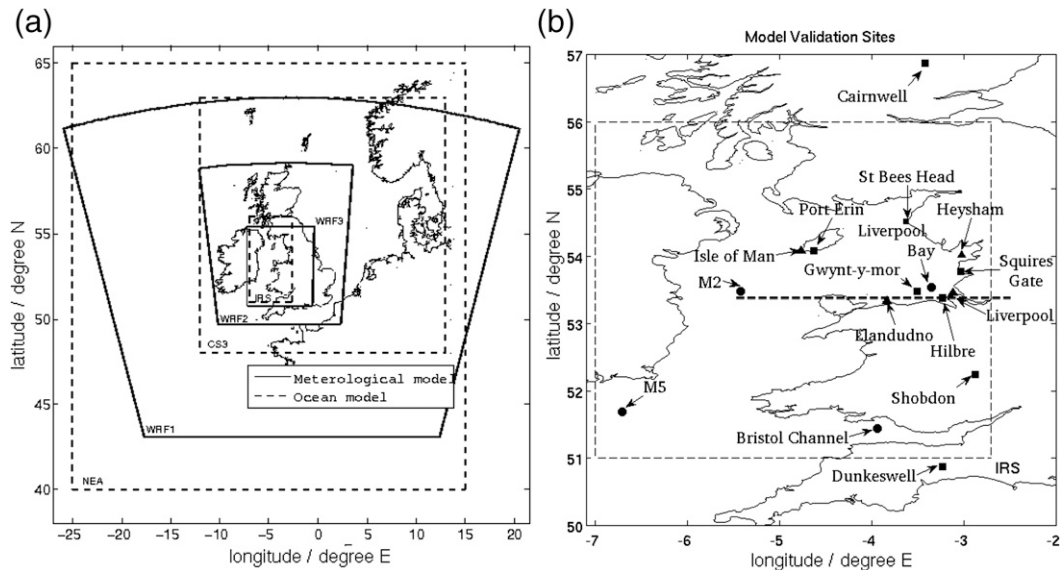 (a)
65
60
55
50
45
40
−25
−20
−15
−10
−5
0
5
10
15
20
latitude / degree N
longitude / degree E
WRF3
IRS
WRF2
CS3
Meterological model
Ocean model
WRF1
NEA
(b)
Model Validation Sites
57
56
55
54
53
52
51
50
-7
-6
-5
-4
-3
-2
latitude / degree N
longitude / degree E
Cairnwell
St Bees Head
Port Erin
Liverpool
Bay
Heysham
Isle of Man
Gwynt-y-mor
Squires
Gate
M2
Liverpool
Llandudno
Hilbre
M5
Shobdon
Bristol Channel
Dunkeswell
IRS